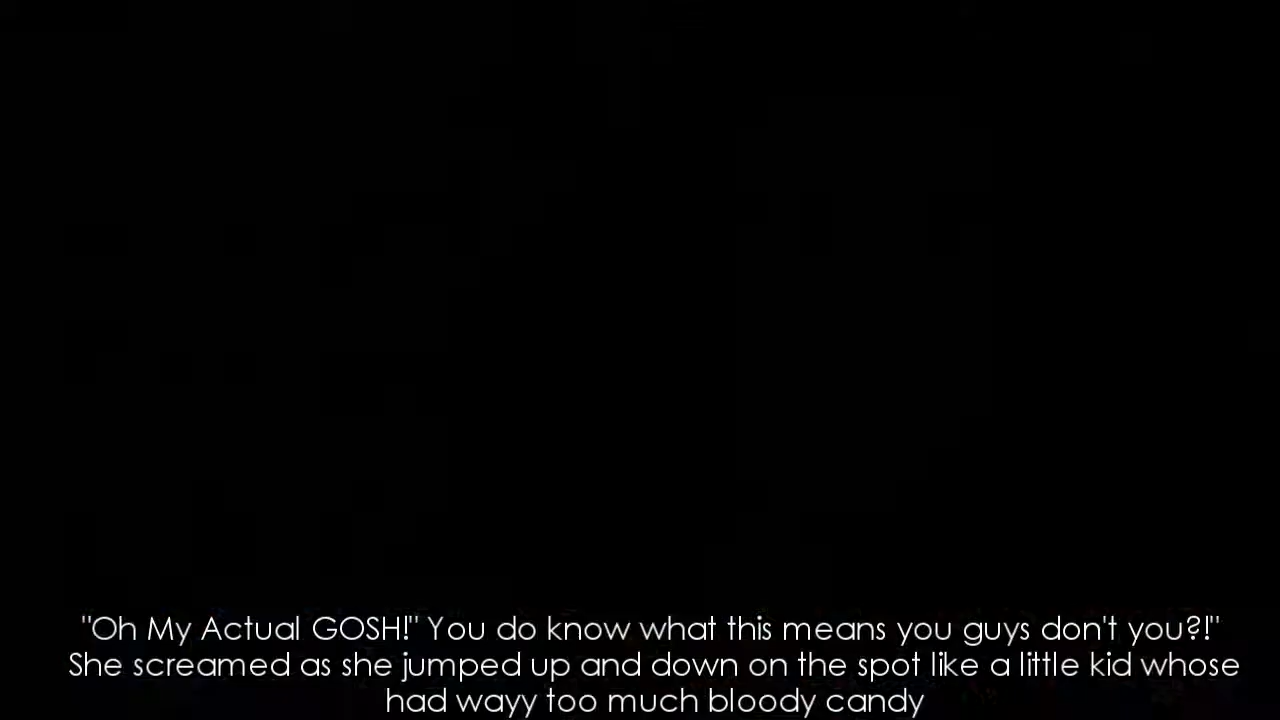 "Oh My Actual GOSH!" You do know what this means you guys don't you?!"
She screamed as she jumped up and down on the spot like a little kid whose
had wayy too much bloody candy